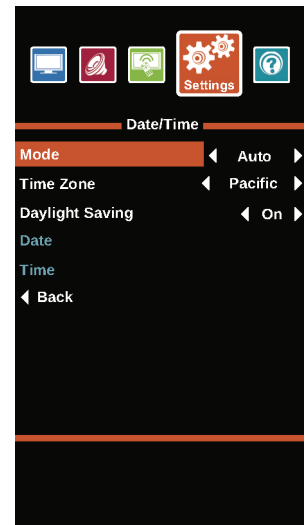 Settings
Date/Time
Mode Auto
Time Zone Pacific
Daylight Saving On
Date
Time
Back